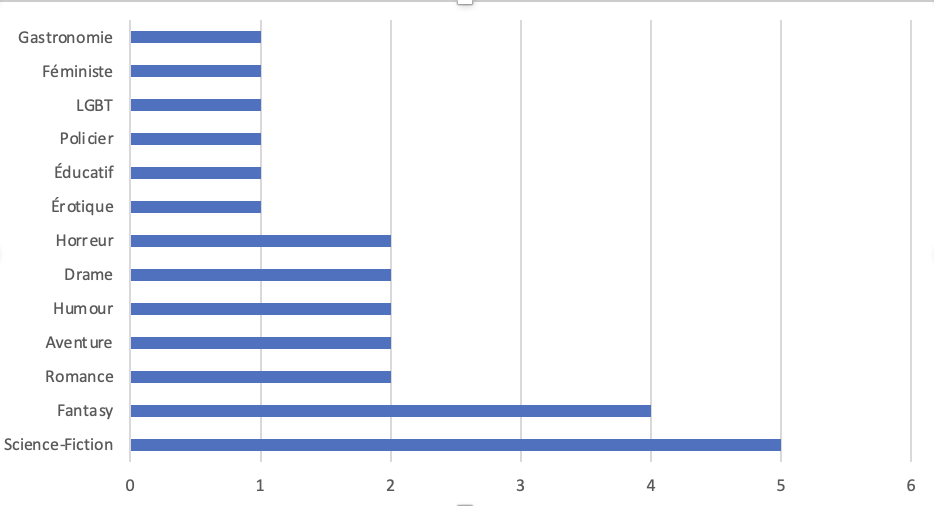 Gastronomie
Féministe
LGBT
Policier
Éducatif
Érotique
Horreur
Drame
Humour
Aventure
Romance
Fantasy
Science-Fiction
0 1 2 3 4 5 6